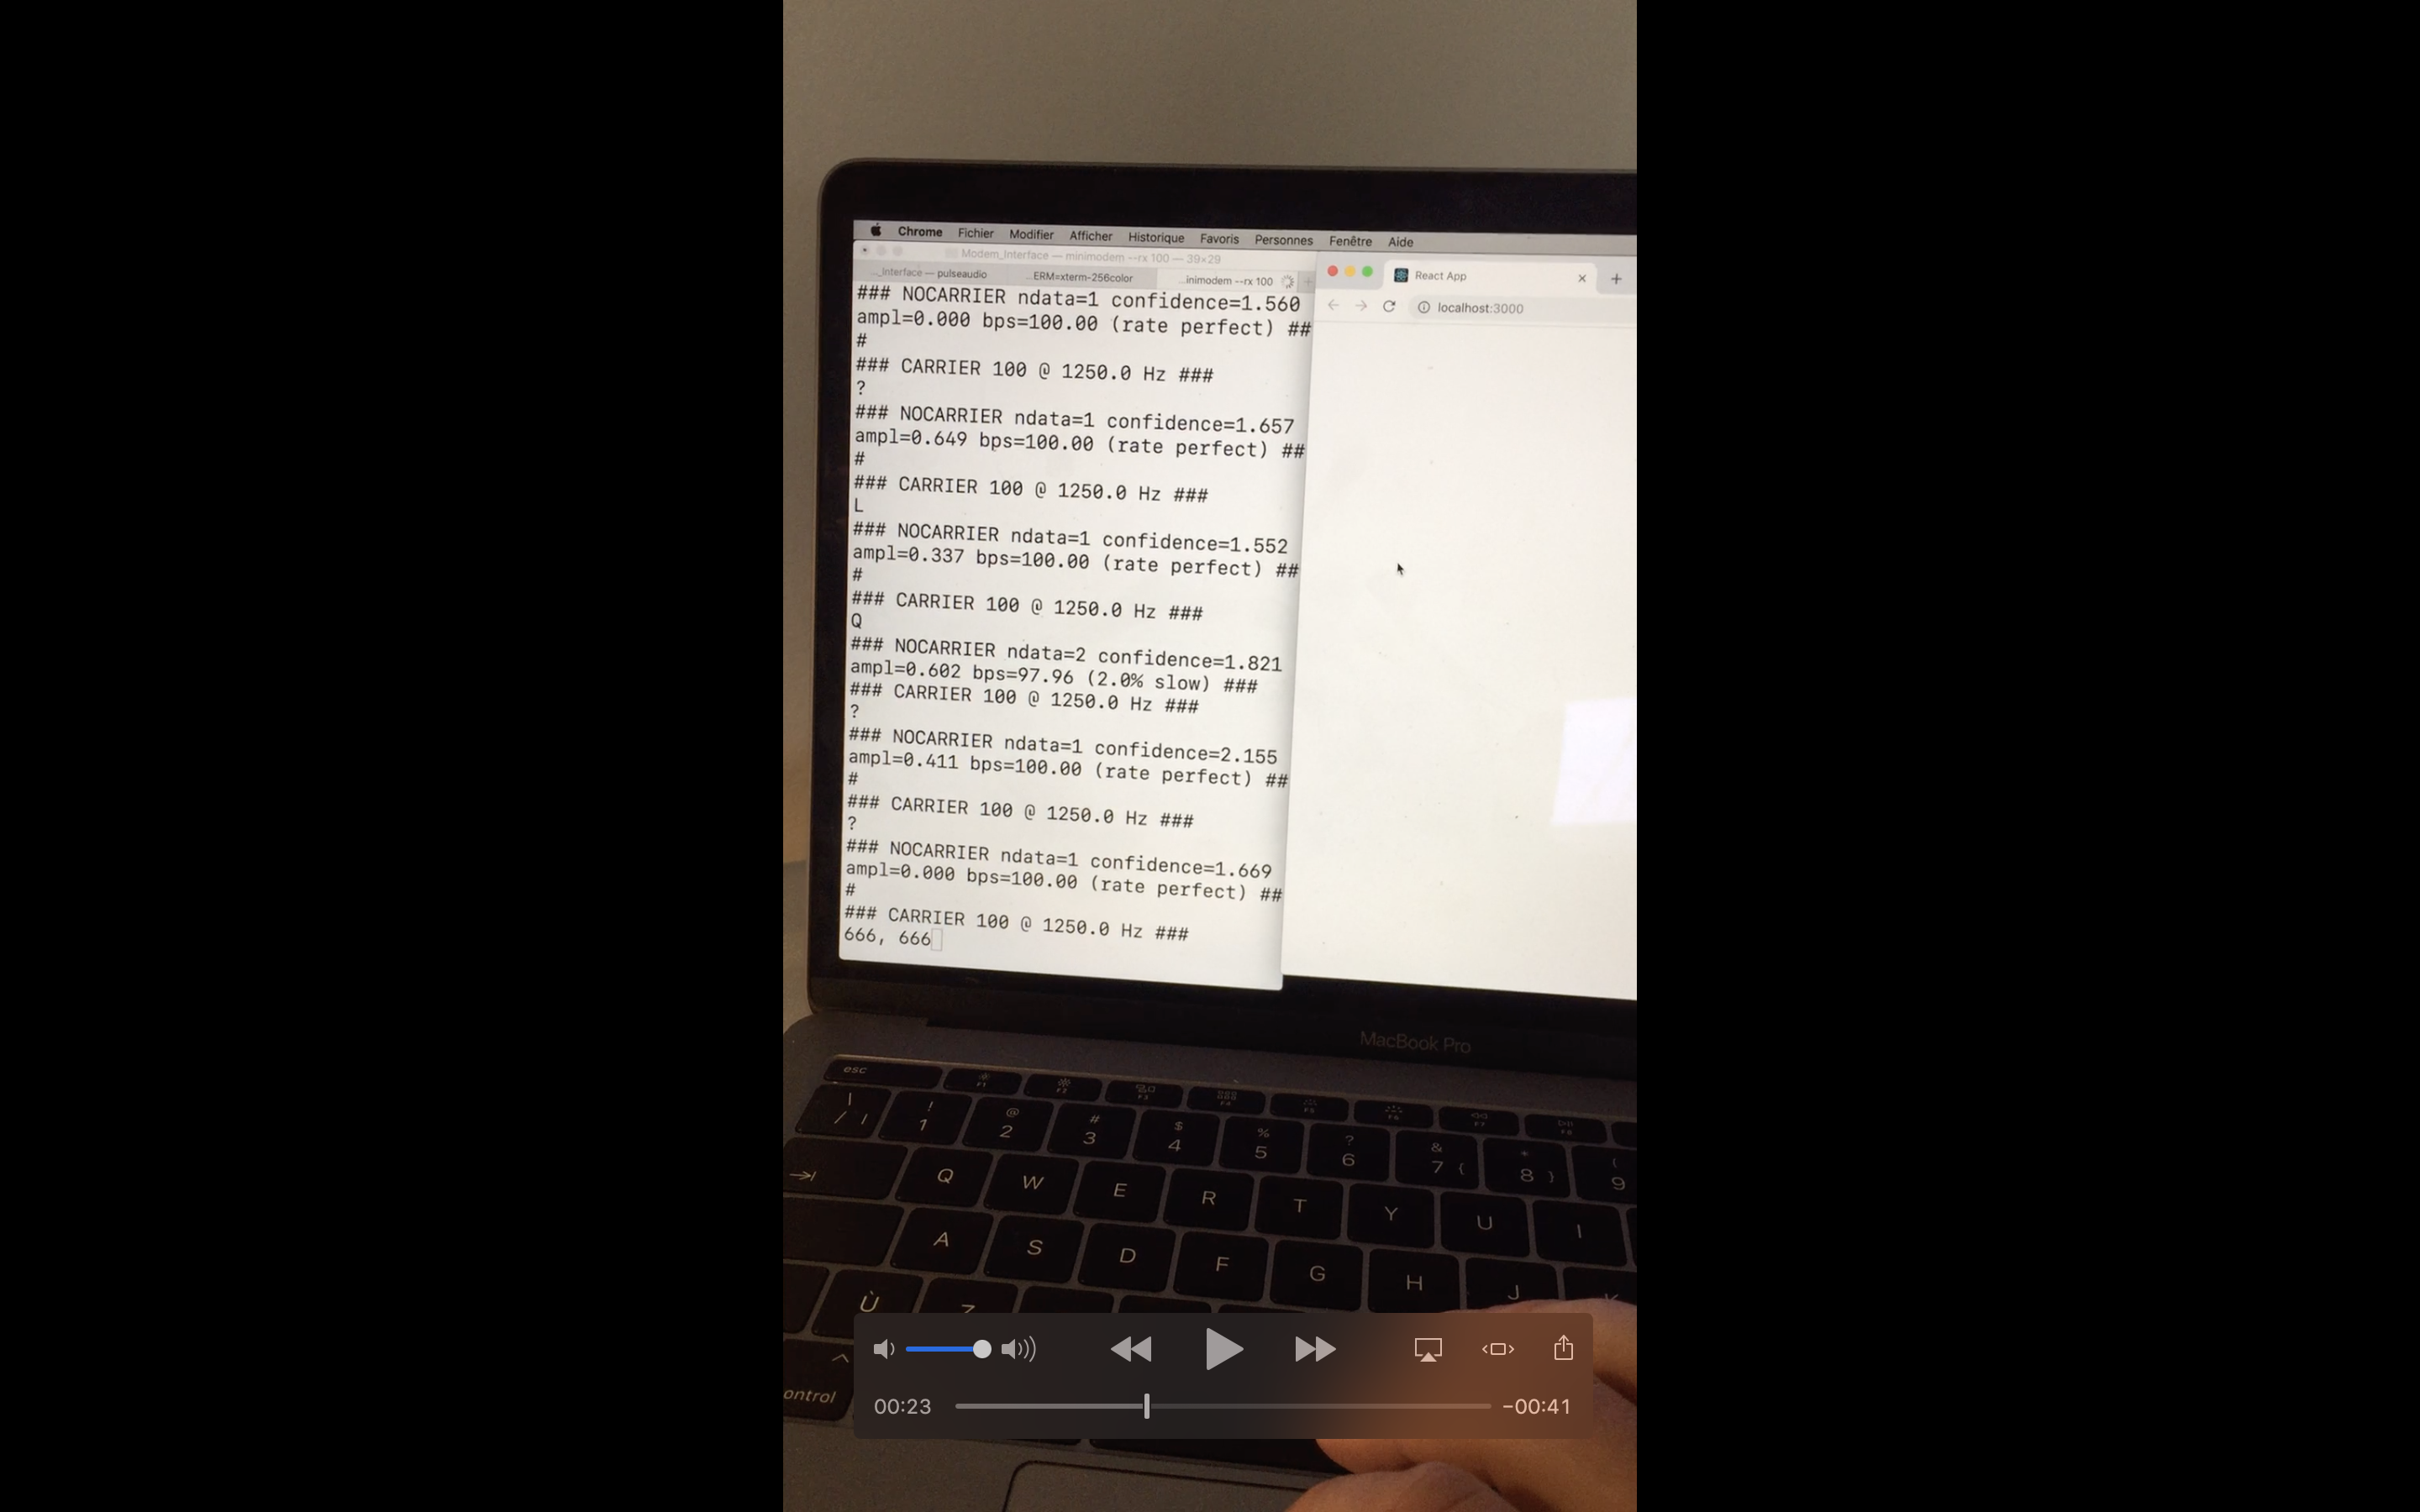 Chrome Fichier Modifier Afficher Historique Favoris Personnes Fenêtre Aide
Modem_Interface — minimodem --rx 100 — 39×29
..._Interface — pulseaudio ...ERM=xterm-256color ...inimodem --rx 100
React App
localhost:3000
### NOCARRIER ndata=1 confidence=1.560
ampl=0.000 bps=100.00 (rate perfect) ##
#
### CARRIER 100 @ 1250.0 Hz ###
?
### NOCARRIER ndata=1 confidence=1.657
ampl=0.649 bps=100.00 (rate perfect) ##
#
### CARRIER 100 @ 1250.0 Hz ###
L
### NOCARRIER ndata=1 confidence=1.552
ampl=0.337 bps=100.00 (rate perfect) ##
#
### CARRIER 100 @ 1250.0 Hz ###
Q
### NOCARRIER ndata=2 confidence=1.821
ampl=0.602 bps=97.96 (2.0% slow) ###
### CARRIER 100 @ 1250.0 Hz ###
?
### NOCARRIER ndata=1 confidence=2.155
ampl=0.411 bps=100.00 (rate perfect) ##
#
### CARRIER 100 @ 1250.0 Hz ###
?
### NOCARRIER ndata=1 confidence=1.669
ampl=0.000 bps=100.00 (rate perfect) ##
#
### CARRIER 100 @ 1250.0 Hz ###
666, 666
MacBook Pro
esc F1 F2 F3 F4 F5 F6 F7 F8
\ ! @ # $ % ? & * (
/ | 1 2 3 4 5 6 7 { 8 } 9
Q W E R T Y U I
A S D F G H J K
Ù Z
ontrol
00:23 −00:41